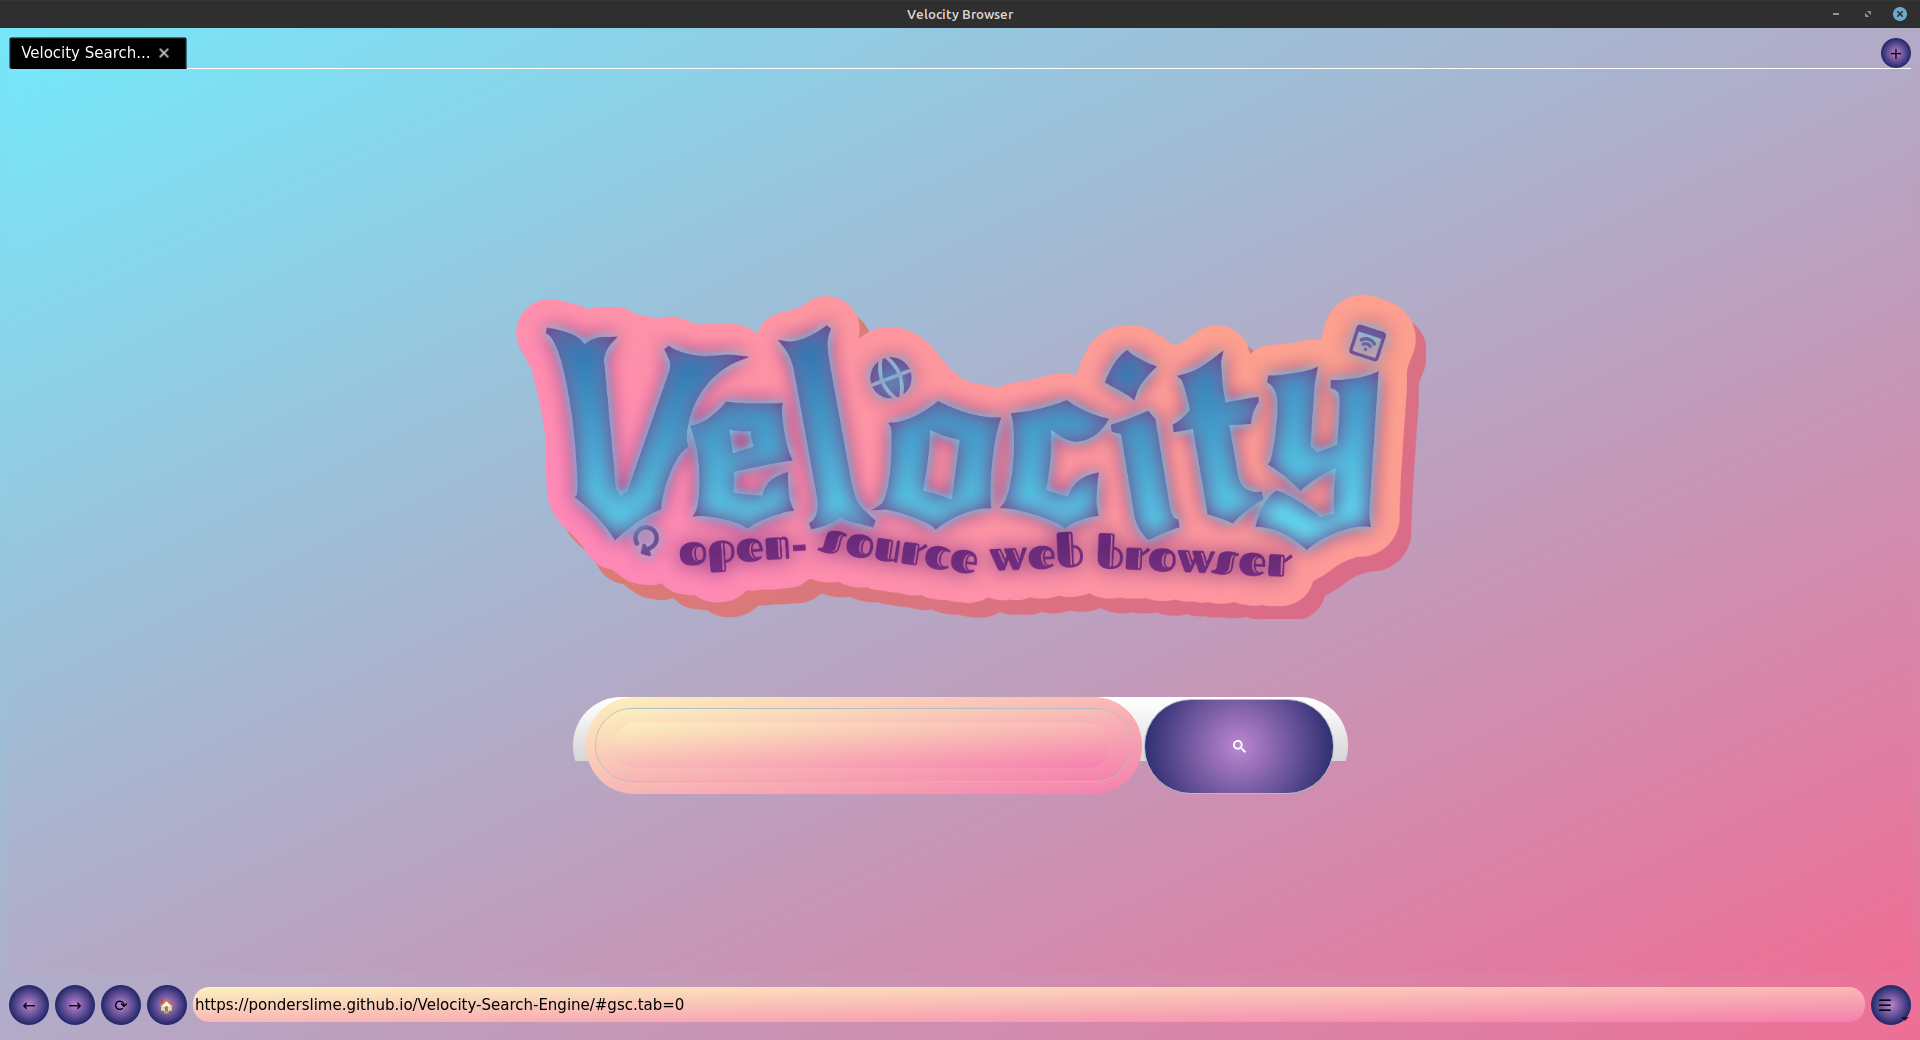 Velocity Browser
Velocity Search...
Velocity
open-source web browser
https://ponderslime.github.io/Velocity-Search-Engine/#gsc.tab=0